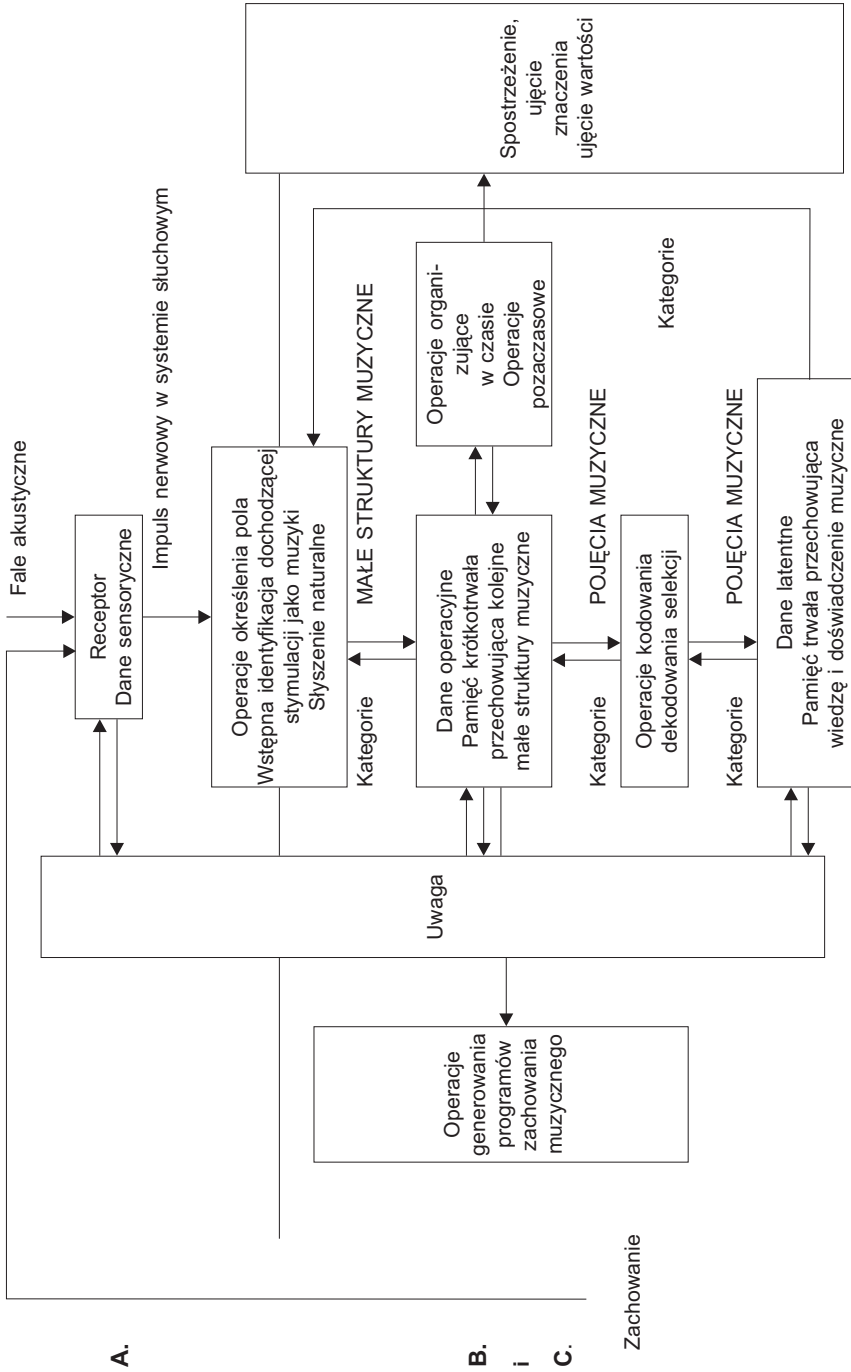 Fale akustyczne
A.
Receptor
Dane sensoryczne
Impuls nerwowy w systemie słuchowym
Operacje określenia pola
Wstępna identyfikacja dochodzącej
stymulacji jako muzyki
Słyszenie naturalne
Kategorie
MAŁE STRUKTURY MUZYCZNE
B.
i
C.
Zachowanie
Operacje
generowania
programów
zachowania
muzycznego
Uwaga
Dane operacyjne
Pamięć krótkotrwała
przechowująca kolejne
małe struktury muzyczne
Operacje organi-
zujące
w czasie
Operacje
pozaczasowe
Spostrzeżenie,
ujęcie
znaczenia
ujęcie wartości
Kategorie
POJĘCIA MUZYCZNE
Operacje kodowania
dekodowania selekcji
Kategorie
Kategorie
POJĘCIA MUZYCZNE
Dane latentne
Pamięć trwała przechowująca
wiedzę i doświadczenie muzyczne